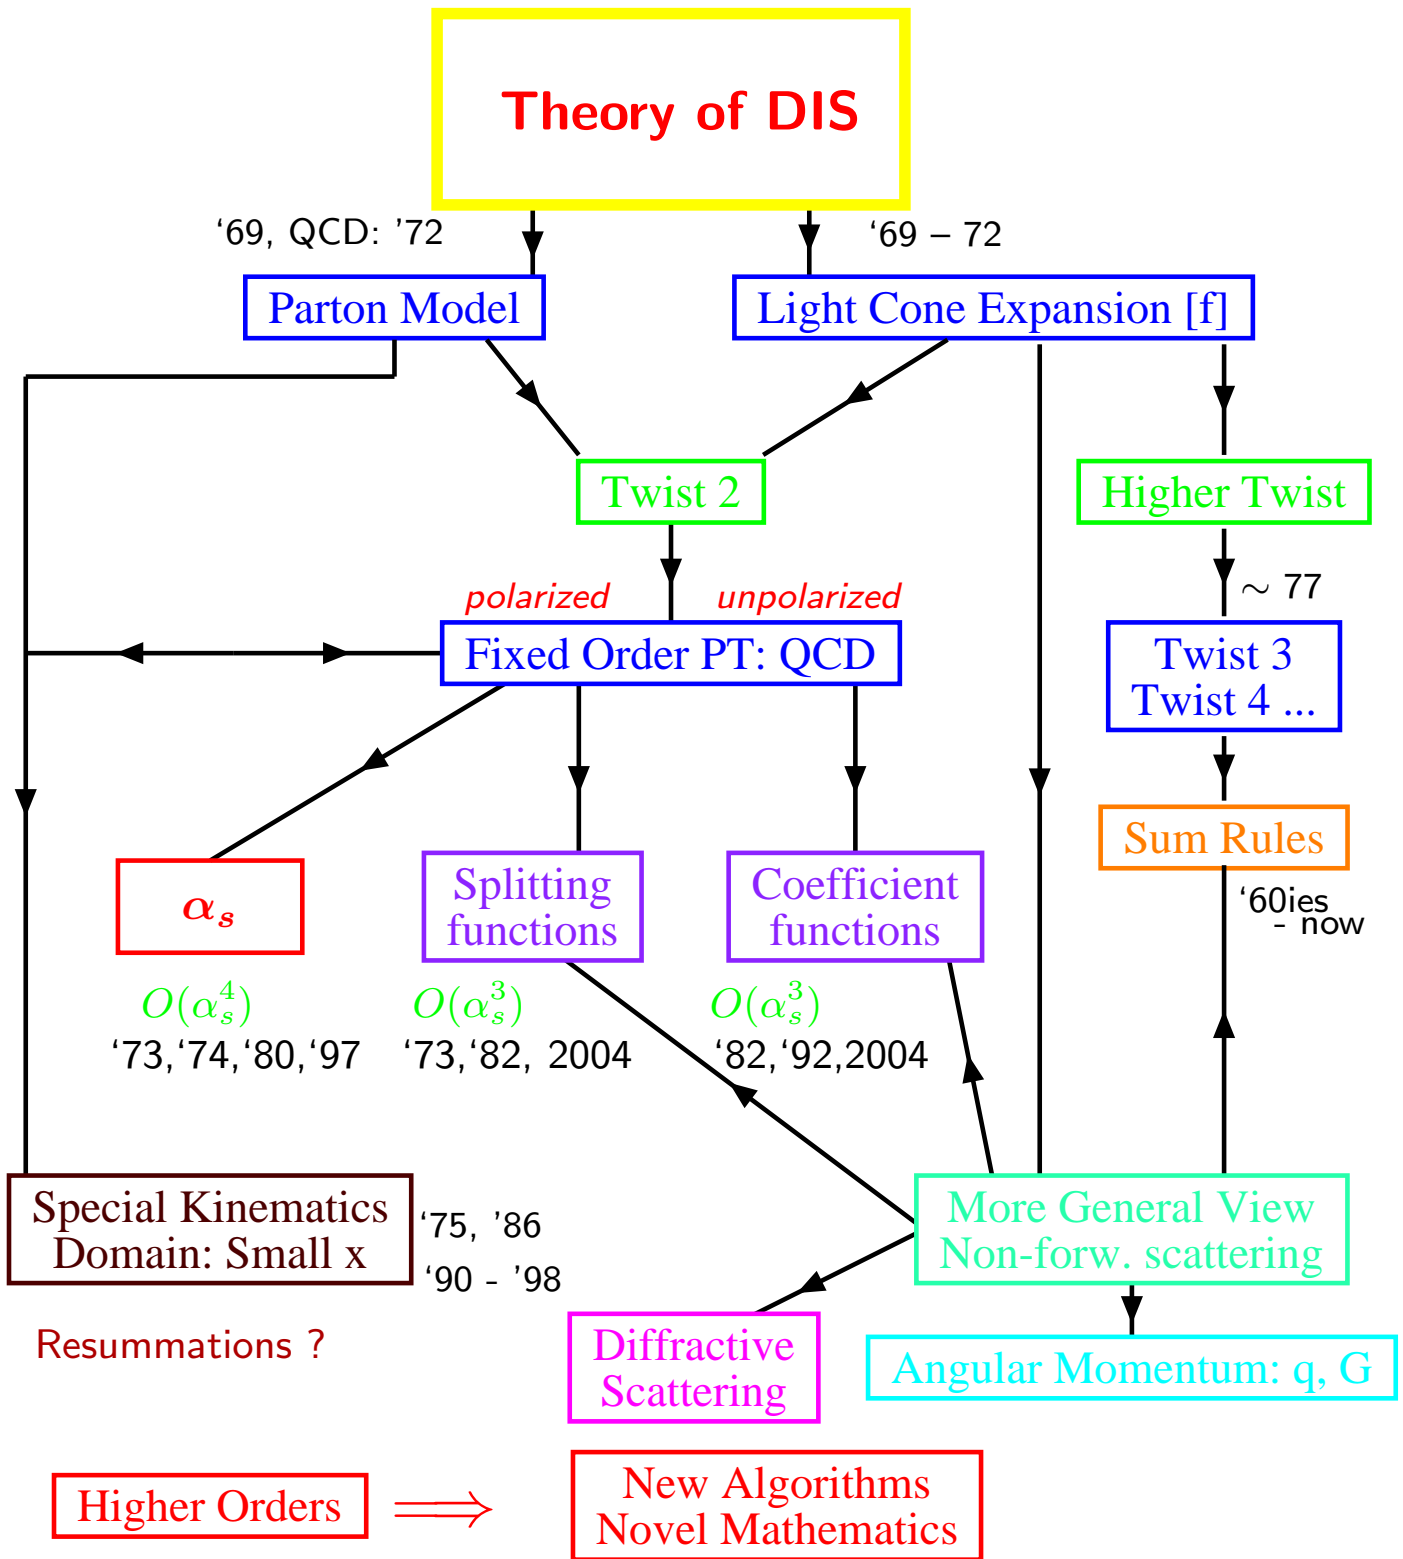 Theory of DIS
‘69, QCD: ’72
‘69 – 72
Parton Model
Light Cone Expansion [f]
Twist 2
Higher Twist
∼ 77
polarized
unpolarized
Fixed Order PT: QCD
Twist 3
Twist 4 ...
Sum Rules
‘60ies
- now
αₛ
Splitting
functions
Coefficient
functions
O(αₛ⁴)
O(αₛ³)
O(αₛ³)
‘73,‘74,‘80,‘97
‘73,‘82, 2004
‘82,‘92,2004
Special Kinematics
Domain: Small x
‘75, ’86
‘90 - ’98
More General View
Non-forw. scattering
Resummations ?
Diffractive
Scattering
Angular Momentum: q, G
Higher Orders
⟹
New Algorithms
Novel Mathematics